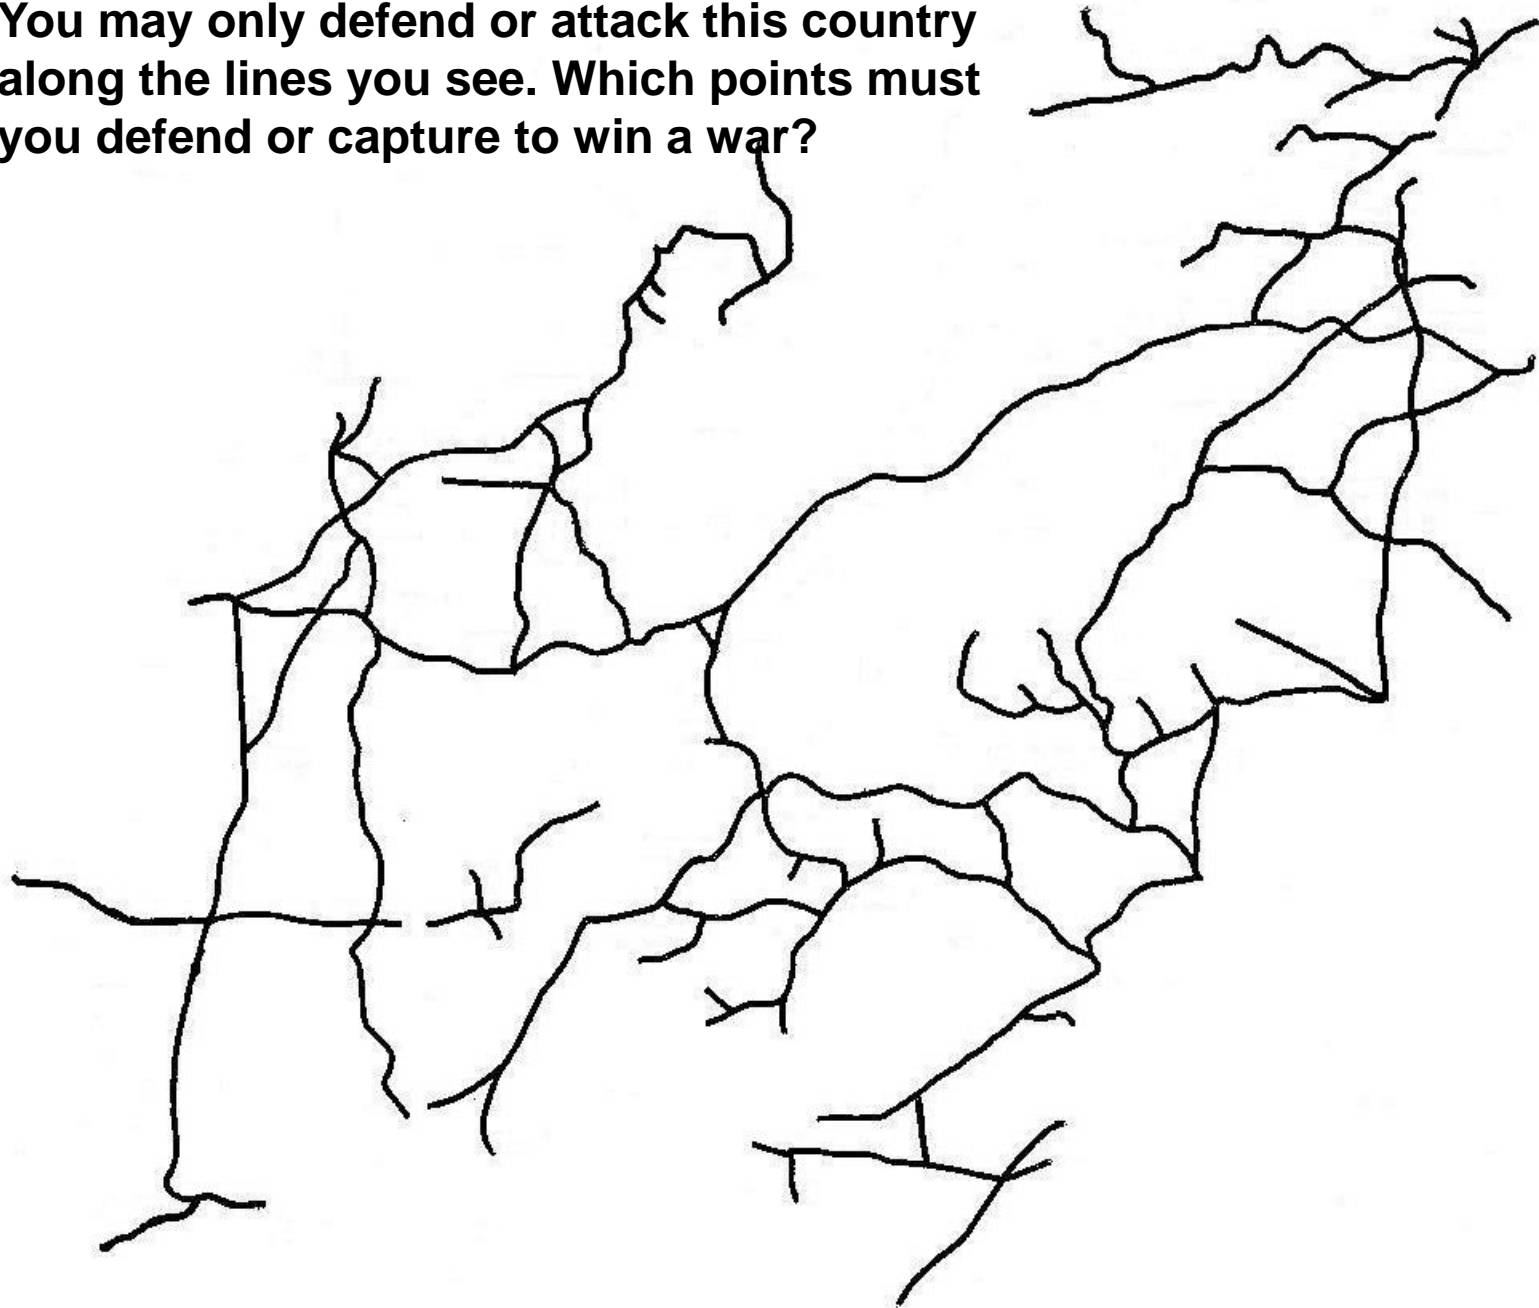 You may only defend or attack this country
along the lines you see. Which points must
you defend or capture to win a war?